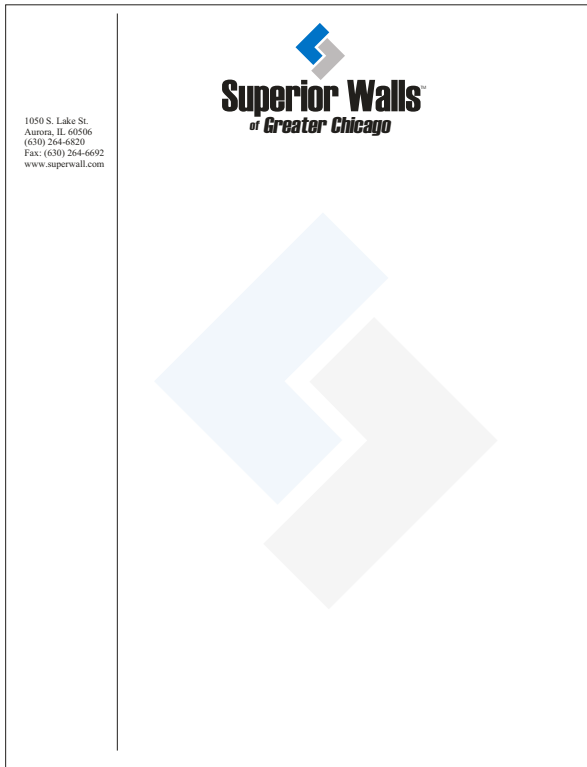 Superior Walls™
of Greater Chicago
1050 S. Lake St.
Aurora, IL 60506
(630) 264-6820
Fax: (630) 264-6692
www.superwall.com